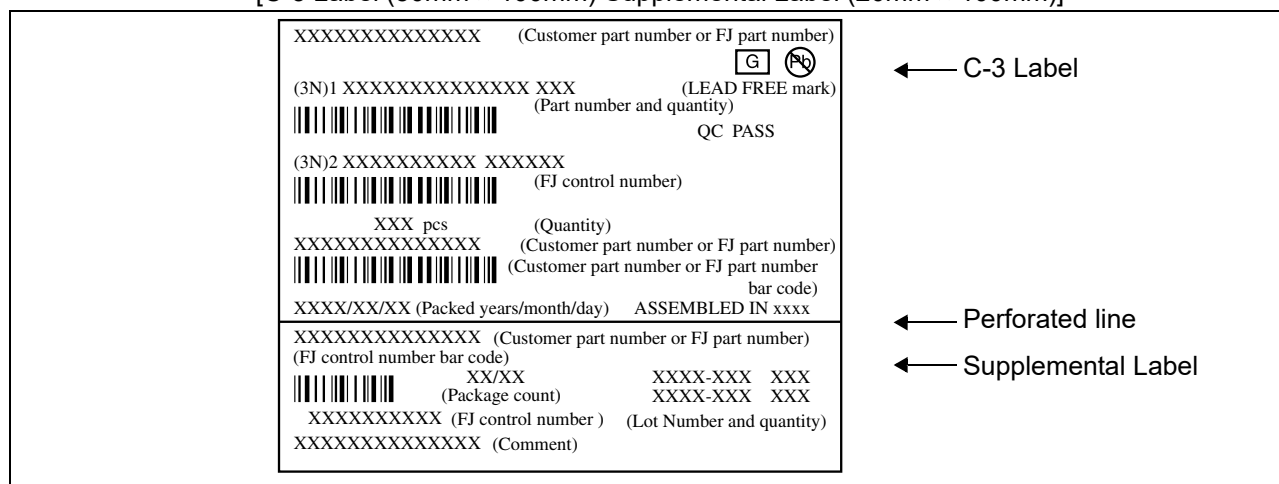 XXXXXXXXXXXXXX (Customer part number or FJ part number)
G Pb
C-3 Label
(3N)1 XXXXXXXXXXXXXX XXX (LEAD FREE mark)
(Part number and quantity)
QC PASS
(3N)2 XXXXXXXXXX XXXXXX
(FJ control number)
XXX pcs (Quantity)
XXXXXXXXXXXXXX (Customer part number or FJ part number)
(Customer part number or FJ part number
bar code)
XXXX/XX/XX (Packed years/month/day) ASSEMBLED IN xxxx
Perforated line
XXXXXXXXXXXXXX (Customer part number or FJ part number)
(FJ control number bar code)
Supplemental Label
XX/XX XXXX-XXX XXX
(Package count) XXXX-XXX XXX
XXXXXXXXXX (FJ control number ) (Lot Number and quantity)
XXXXXXXXXXXXXX (Comment)